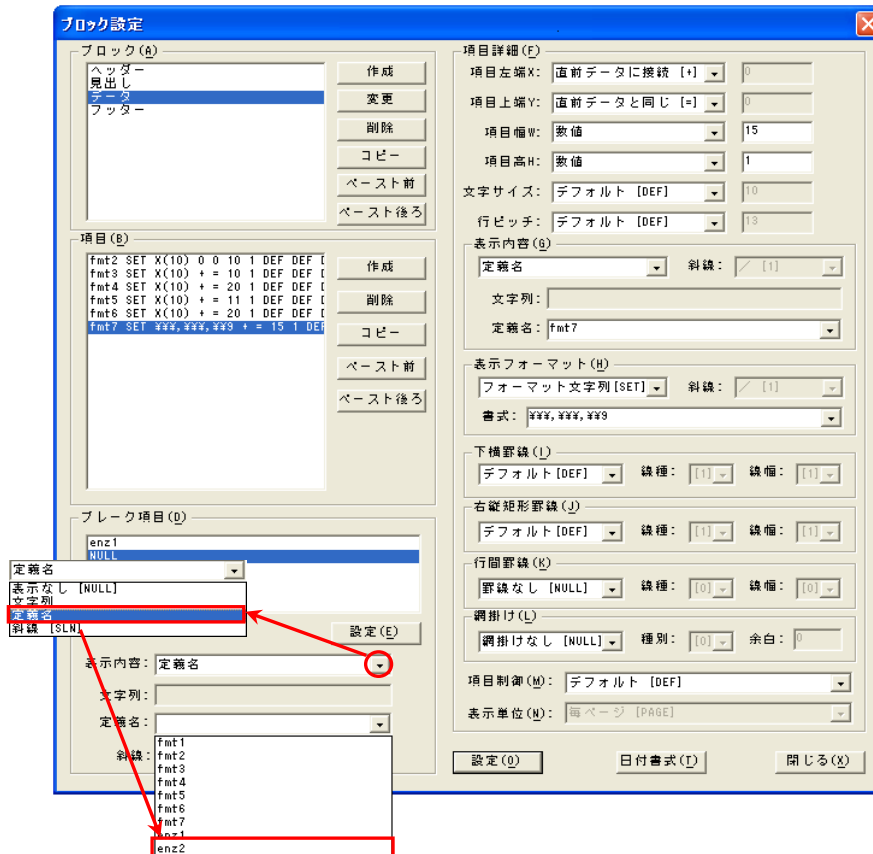 ブロック設定
ブロック(A)
ヘッダー
見出し
データ
フッター
作成
変更
削除
コピー
ペースト前
ペースト後ろ
項目(B)
fmt2 SET X(10) 0 0 10 1 DEF DEF D
fmt3 SET X(10) + = 10 1 DEF DEF D
fmt4 SET X(10) + = 20 1 DEF DEF D
fmt5 SET X(10) + = 11 1 DEF DEF D
fmt6 SET X(10) + = 20 1 DEF DEF D
fmt7 SET ¥¥¥,¥¥¥,¥¥9 + = 15 1 DEF
作成
削除
コピー
ペースト前
ペースト後ろ
ブレーク項目(D)
enz1
NULL
定義名
表示なし [NULL]
文字列
定義名
斜線 [SLN]
設定(E)
表示内容: 定義名
文字列:
定義名:
斜線:
fmt1
fmt2
fmt3
fmt4
fmt5
fmt6
fmt7
enz1
enz2
項目詳細(F)
項目左端X: 直前データに接続 [+] 0
項目上端Y: 直前データと同じ [=] 0
項目幅W: 数値 15
項目高H: 数値 1
文字サイズ: デフォルト [DEF] 10
行ピッチ: デフォルト [DEF] 13
表示内容(G)
定義名 斜線: ／ [1]
文字列:
定義名: fmt7
表示フォーマット(H)
フォーマット文字列[SET] 斜線: ／ [1]
書式: ¥¥¥,¥¥¥,¥¥9
下横罫線(I)
デフォルト[DEF] 線種: [1] 線幅: [1]
右縦矩形罫線(J)
デフォルト[DEF] 線種: [1] 線幅: [1]
行間罫線(K)
罫線なし [NULL] 線種: [0] 線幅: [0]
網掛け(L)
網掛けなし [NULL] 種別: [0] 余白: 0
項目制御(M): デフォルト [DEF]
表示単位(N): 毎ページ [PAGE]
設定(O) 日付書式(T) 閉じる(X)